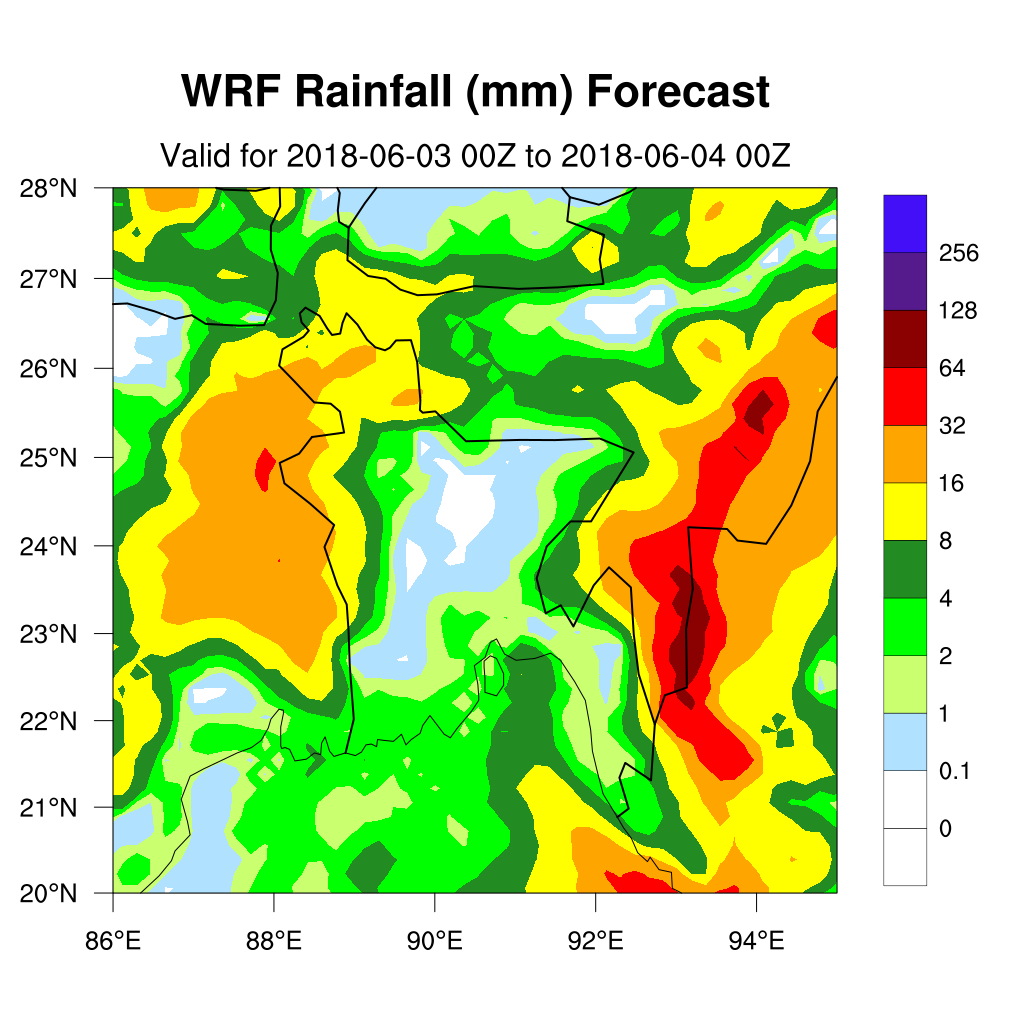 WRF Rainfall (mm) Forecast
Valid for 2018-06-03 00Z to 2018-06-04 00Z
28°N
27°N
26°N
25°N
24°N
23°N
22°N
21°N
20°N
86°E 88°E 90°E 92°E 94°E
256
128
64
32
16
8
4
2
1
0.1
0